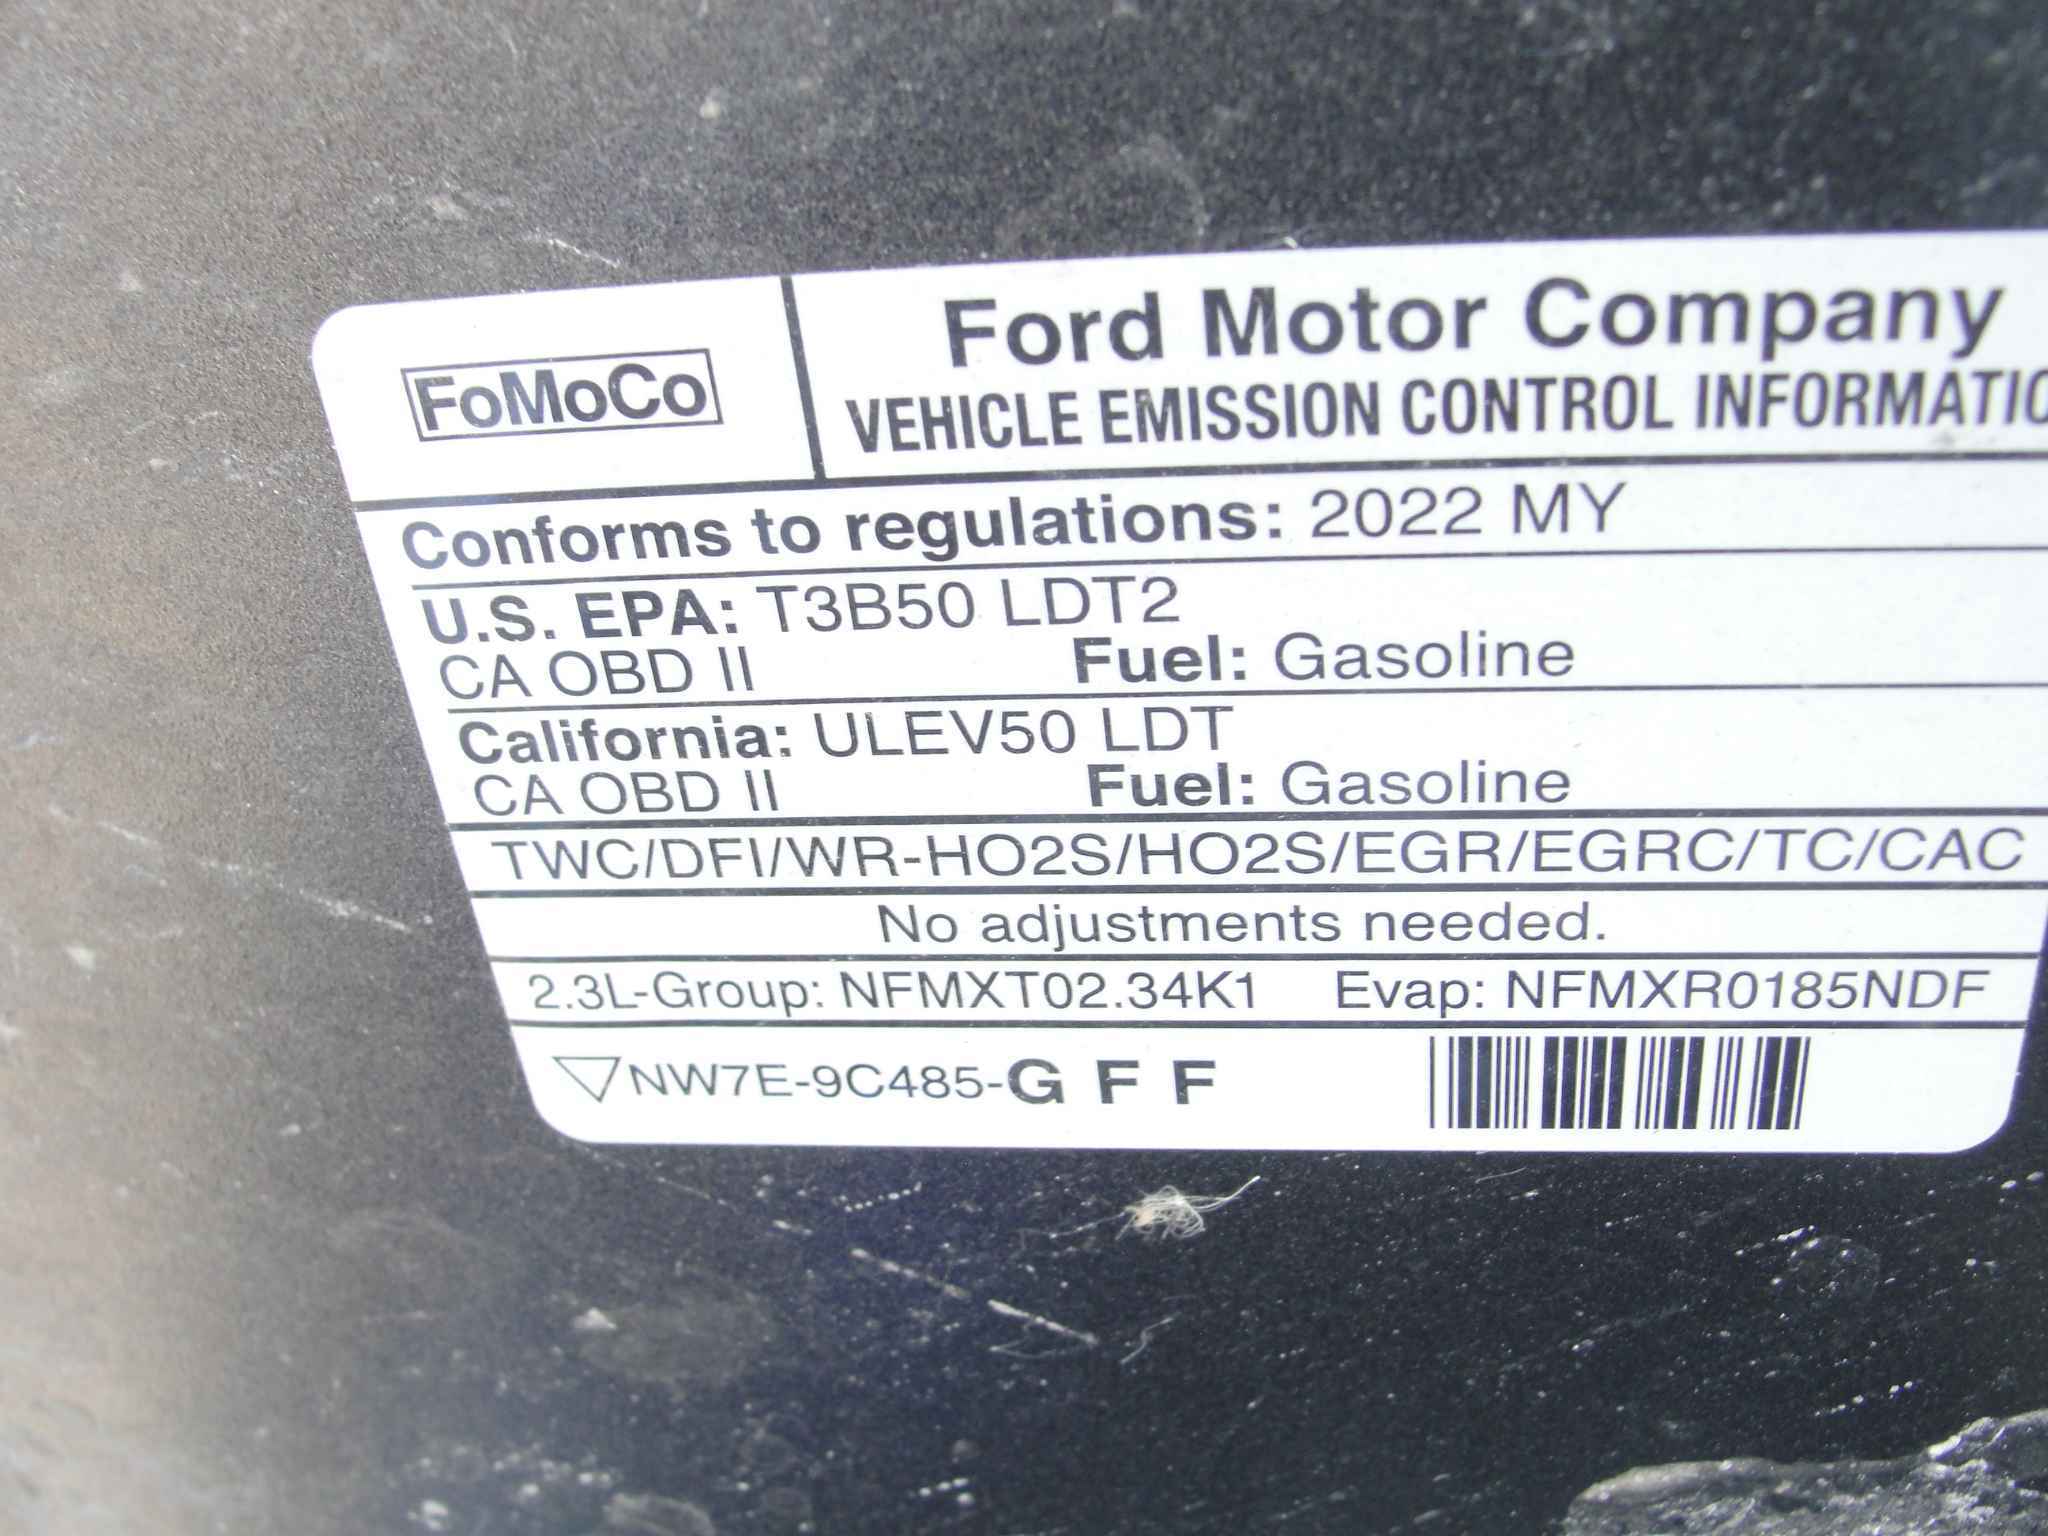 FoMoCo
Ford Motor Company
VEHICLE EMISSION CONTROL INFORMATIO
Conforms to regulations: 2022 MY
U.S. EPA: T3B50 LDT2
CA OBD II Fuel: Gasoline
California: ULEV50 LDT
CA OBD II Fuel: Gasoline
TWC/DFI/WR-HO2S/HO2S/EGR/EGRC/TC/CAC
No adjustments needed.
2.3L-Group: NFMXT02.34K1 Evap: NFMXR0185NDF
NW7E-9C485-G F F